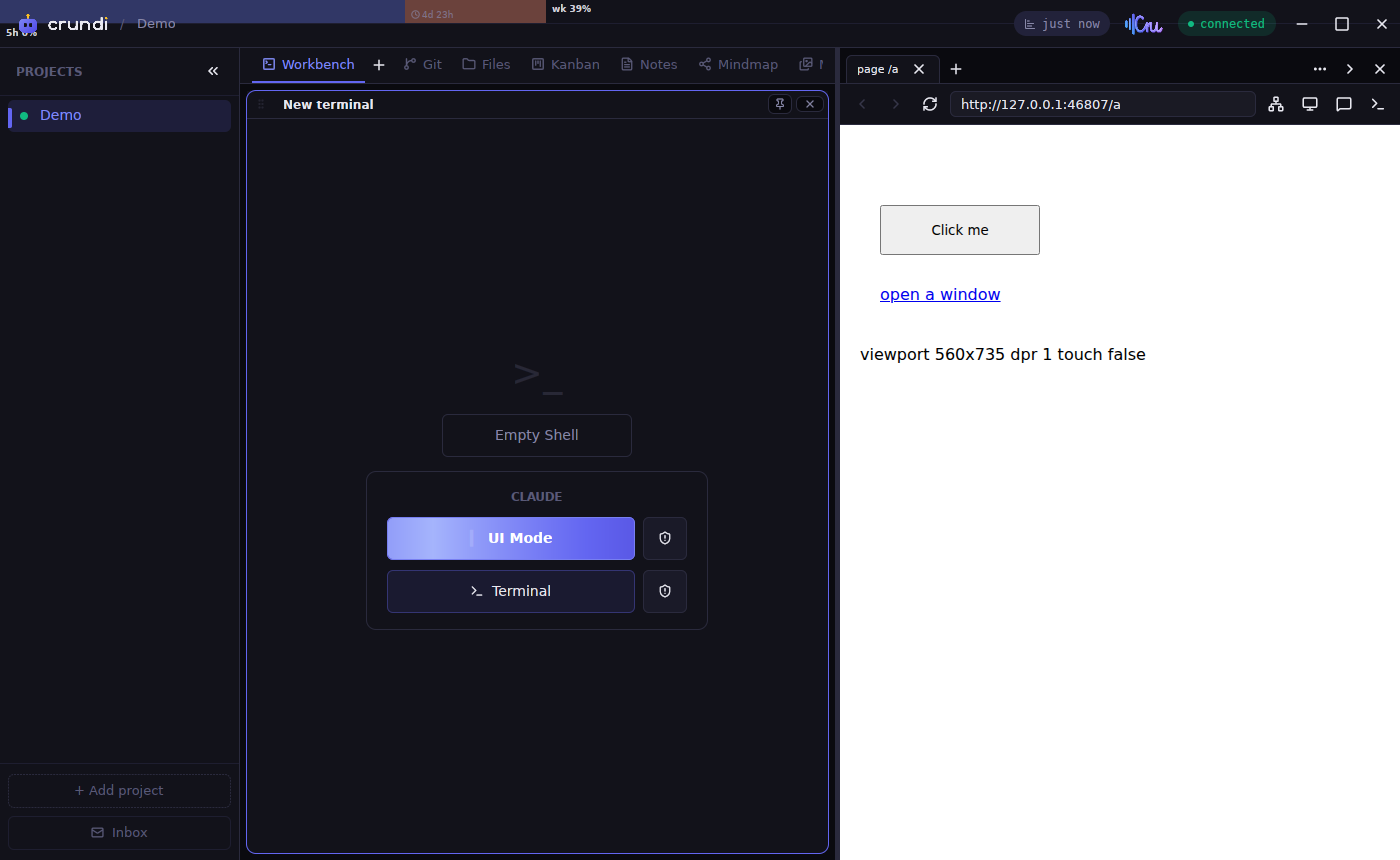 4d 23h
wk 39%
5h 0%
crundi / Demo
just now
Cru
connected
PROJECTS
Workbench
Git
Files
Kanban
Notes
Mindmap
page /a
Demo
New terminal
http://127.0.0.1:46807/a
Click me
open a window
viewport 560x735 dpr 1 touch false
>_
Empty Shell
CLAUDE
UI Mode
Terminal
+ Add project
Inbox